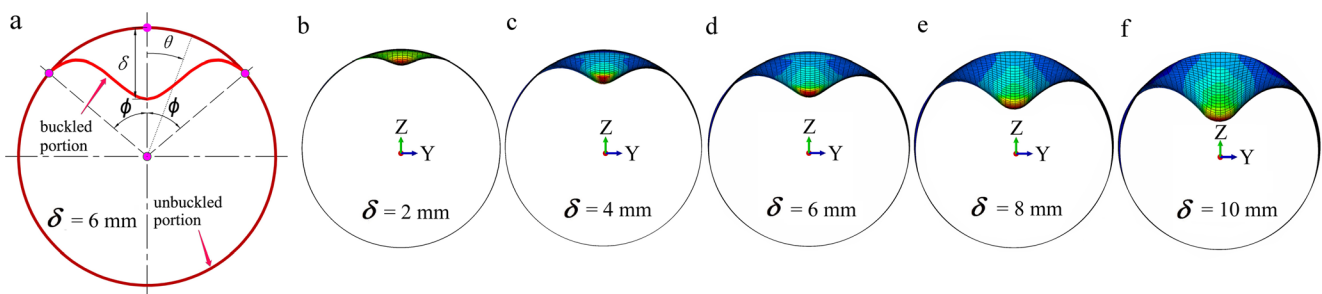 a
θ
δ
ϕ ϕ
buckled
portion
unbuckled
portion
δ = 6 mm
b
Z
Y
δ = 2 mm
c
Z
Y
δ = 4 mm
d
Z
Y
δ = 6 mm
e
Z
Y
δ = 8 mm
f
Z
Y
δ = 10 mm